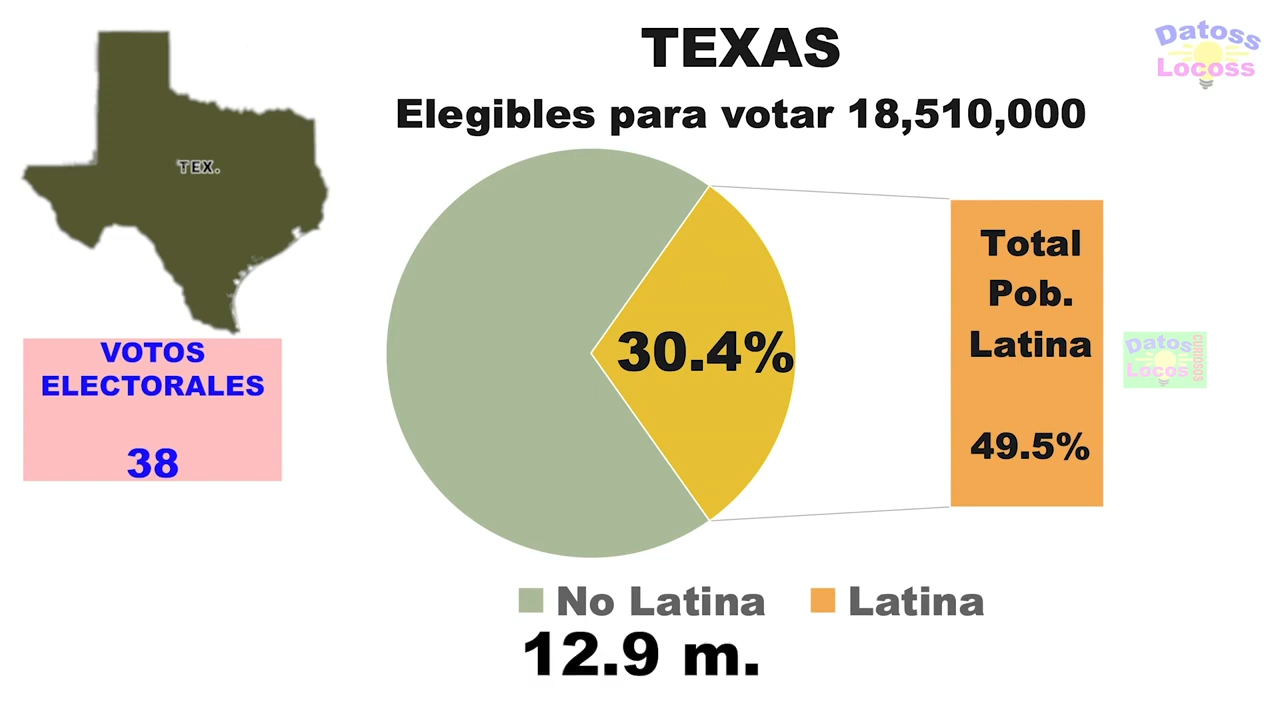 TEXAS
Elegibles para votar 18,510,000
Datoss
Locoss
TEX.
VOTOS
ELECTORALES
38
30.4%
Total
Pob.
Latina
49.5%
Datos
Locos
CURIOSOS
No Latina
Latina
12.9 m.